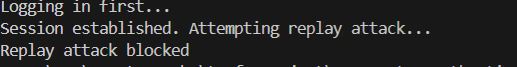 Logging in first...
Session established. Attempting replay attack...
Replay attack blocked